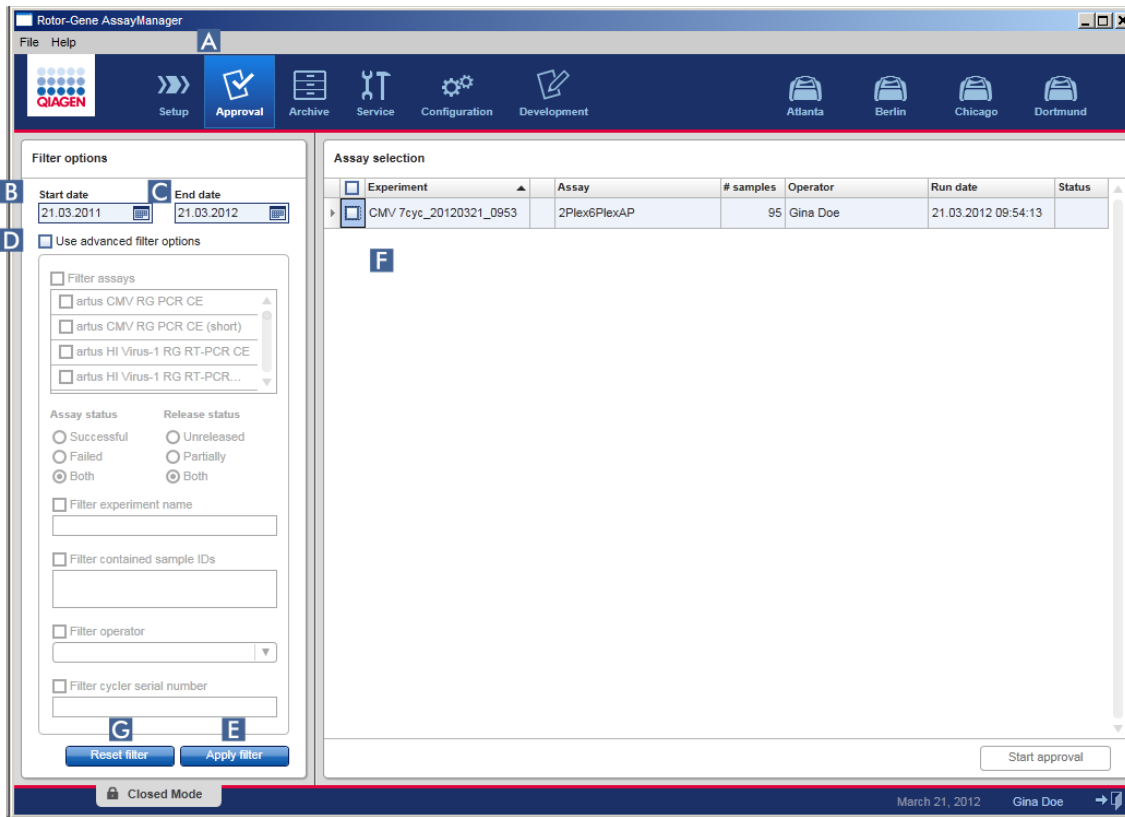 Rotor-Gene AssayManager
File Help
A
QIAGEN
Setup Approval Archive Service Configuration Development Atlanta Berlin Chicago Dortmund
Filter options
B Start date C End date
21.03.2011 21.03.2012
D Use advanced filter options
Filter assays
artus CMV RG PCR CE
artus CMV RG PCR CE (short)
artus HI Virus-1 RG RT-PCR CE
artus HI Virus-1 RG RT-PCR...
Assay status Release status
Successful Unreleased
Failed Partially
Both Both
Filter experiment name
Filter contained sample IDs
Filter operator
Filter cycler serial number
G E
Reset filter Apply filter
Assay selection
Experiment Assay # samples Operator Run date Status
CMV 7cyc_20120321_0953 2Plex6PlexAP 95 Gina Doe 21.03.2012 09:54:13
F
Start approval
Closed Mode
March 21, 2012 Gina Doe